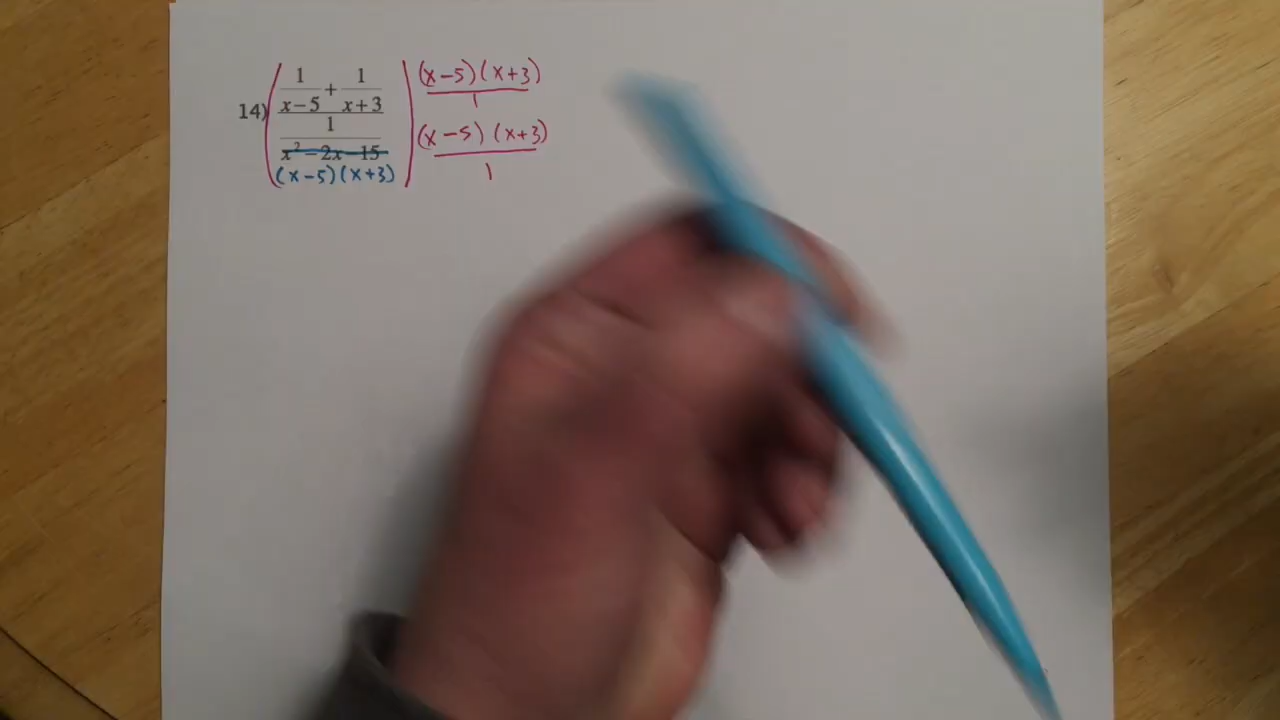 14) ( 1/(x−5) + 1/(x+3) | (x−5)(x+3)/1
1/(x² − 2x − 15) | (x−5)(x+3)/1
(x−5)(x+3)